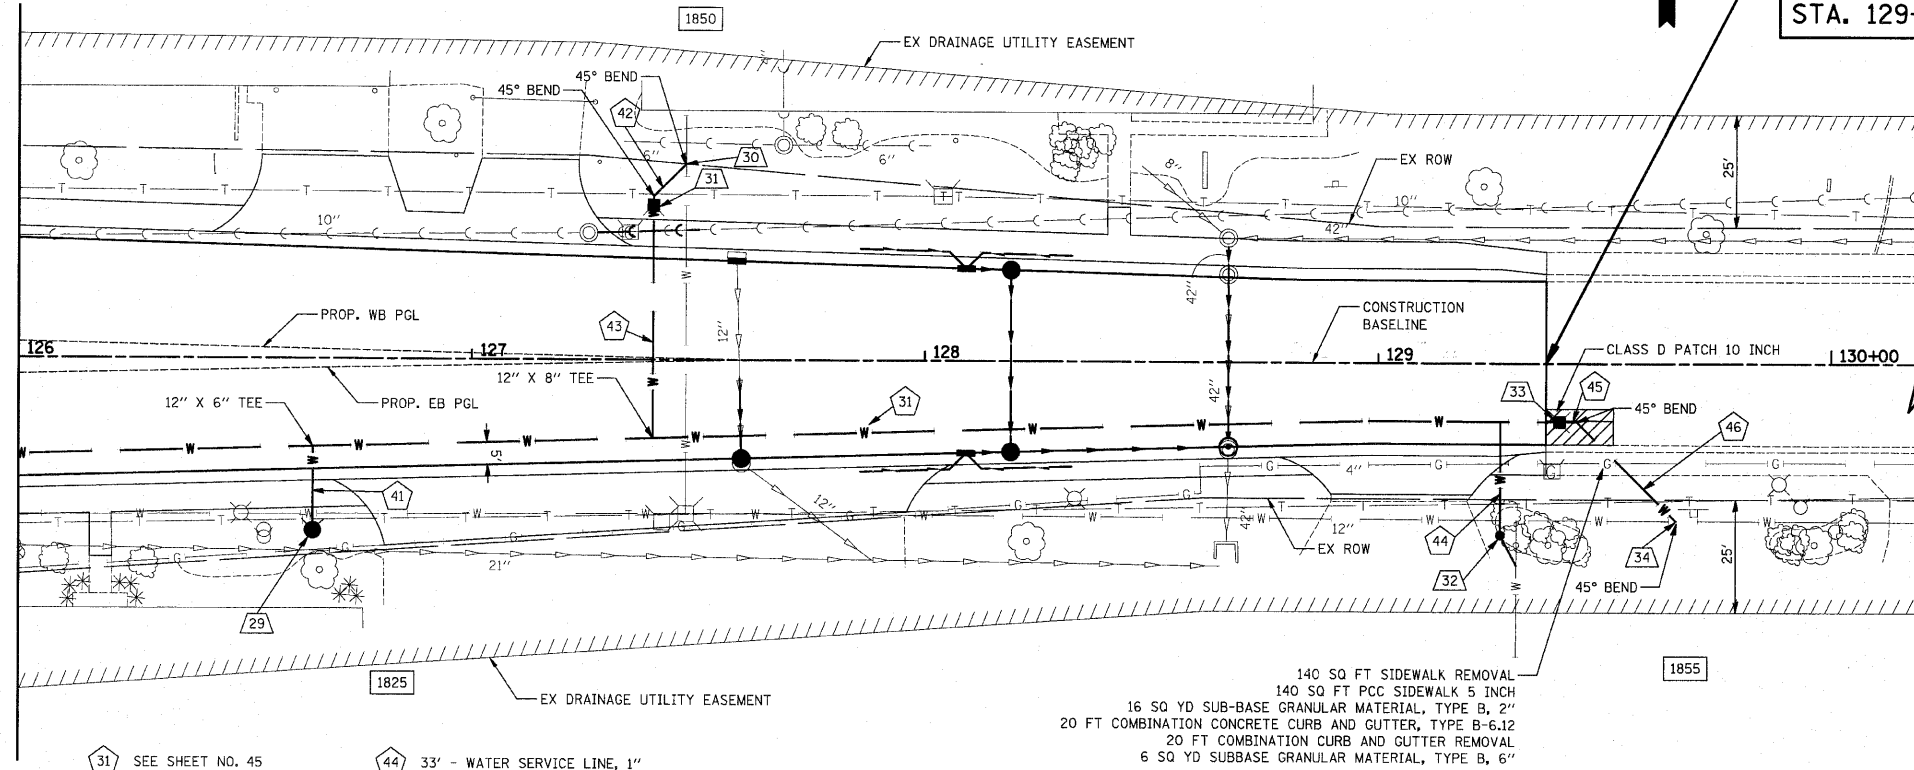 1850
STA. 129-
EX DRAINAGE UTILITY EASEMENT
45° BEND
45° BEND
42
6"
30
6"
8"
EX ROW
25'
31
T T T T T T T T T
10"
10"
42"
W
42"
PROP. WB PGL
43
12"
CONSTRUCTION
BASELINE
126
127
128
129
130+00
CLASS D PATCH 10 INCH
12" X 8" TEE
W
12" X 6" TEE
PROP. EB PGL
31
42"
33
45
45° BEND
46
W W W W W W W W
5'
4"
G G G G
41
12"
42"
12"
EX ROW
44
34
25'
21"
32
45° BEND
29
1825
EX DRAINAGE UTILITY EASEMENT
1855
140 SQ FT SIDEWALK REMOVAL
140 SQ FT PCC SIDEWALK 5 INCH
16 SQ YD SUB-BASE GRANULAR MATERIAL, TYPE B, 2"
20 FT COMBINATION CONCRETE CURB AND GUTTER, TYPE B-6.12
20 FT COMBINATION CURB AND GUTTER REMOVAL
6 SQ YD SUBBASE GRANULAR MATERIAL, TYPE B, 6"
31 SEE SHEET NO. 45
44 33' - WATER SERVICE LINE, 1"